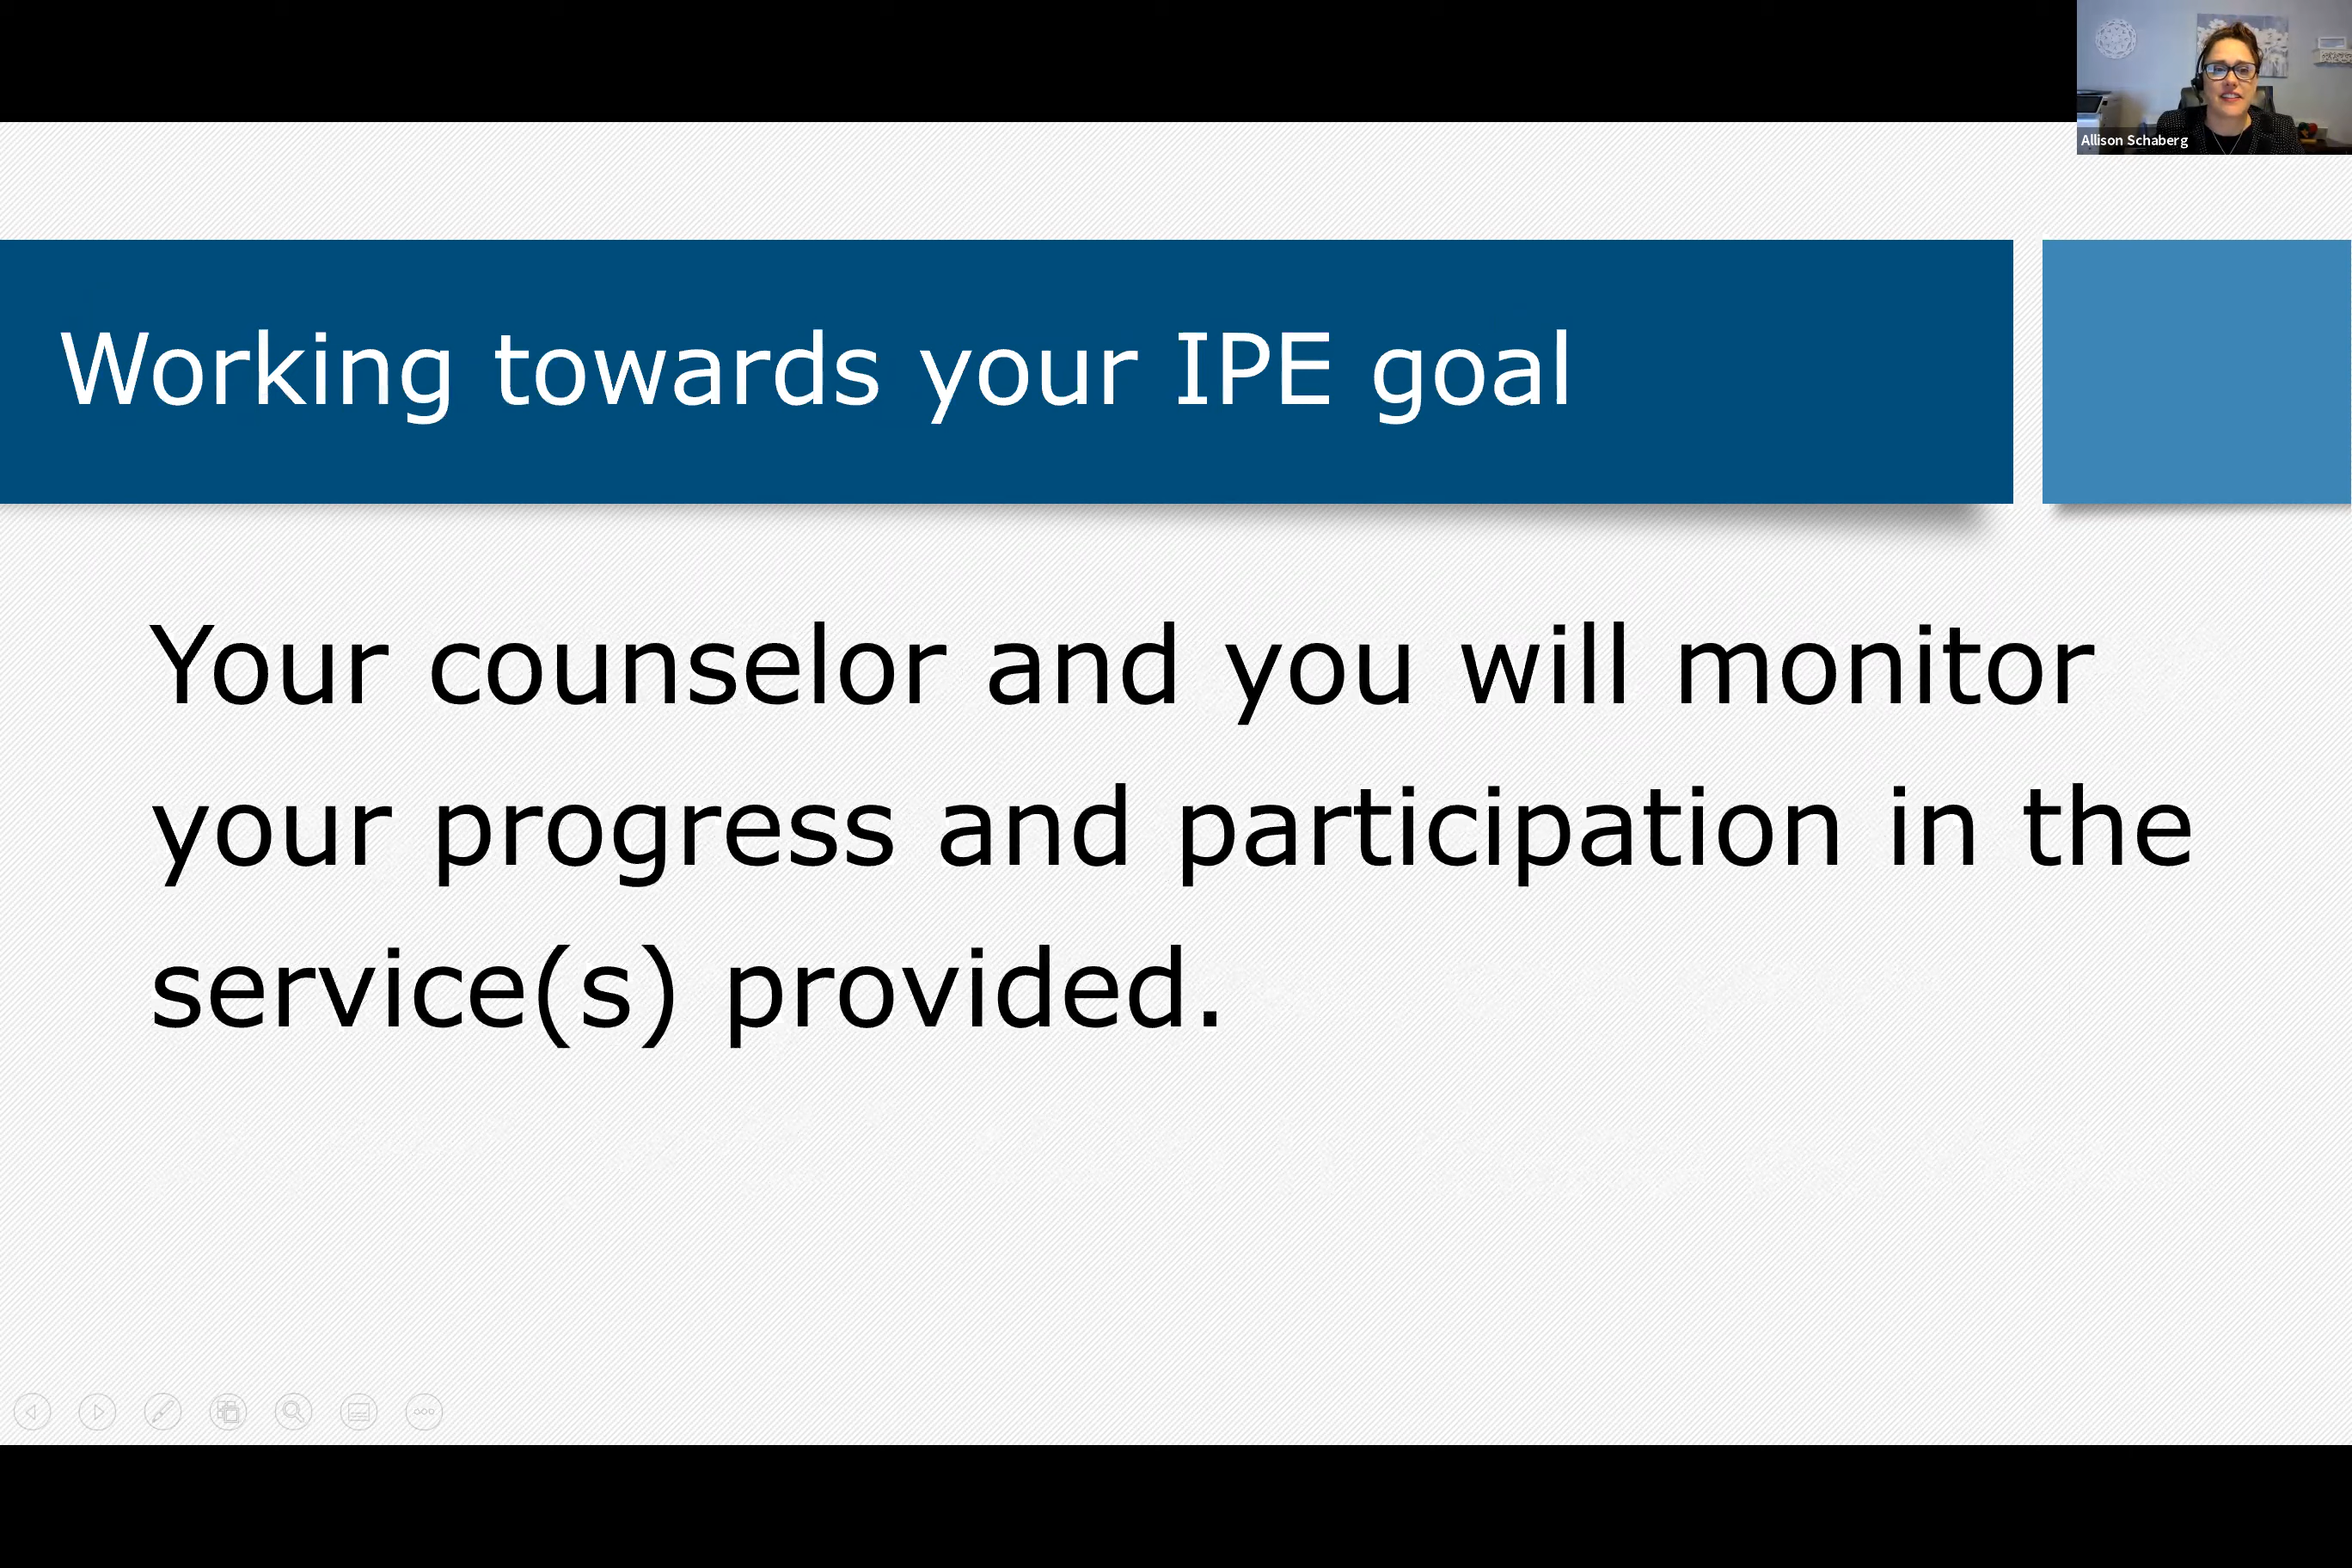 Allison Schaberg
Working towards your IPE goal
Your counselor and you will monitor
your progress and participation in the
service(s) provided.